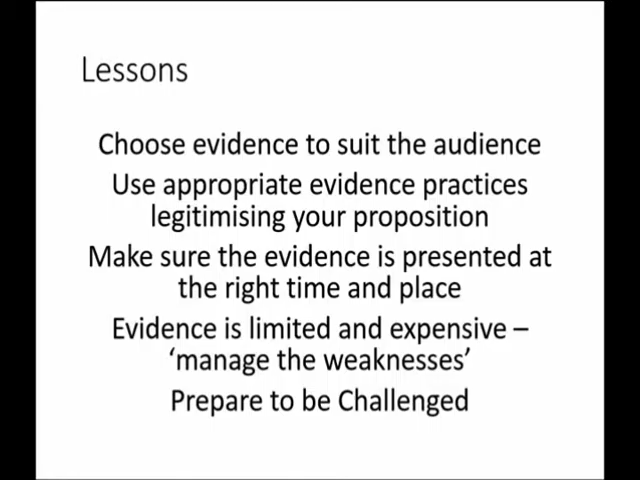 Lessons
Choose evidence to suit the audience
Use appropriate evidence practices
legitimising your proposition
Make sure the evidence is presented at
the right time and place
Evidence is limited and expensive –
‘manage the weaknesses’
Prepare to be Challenged